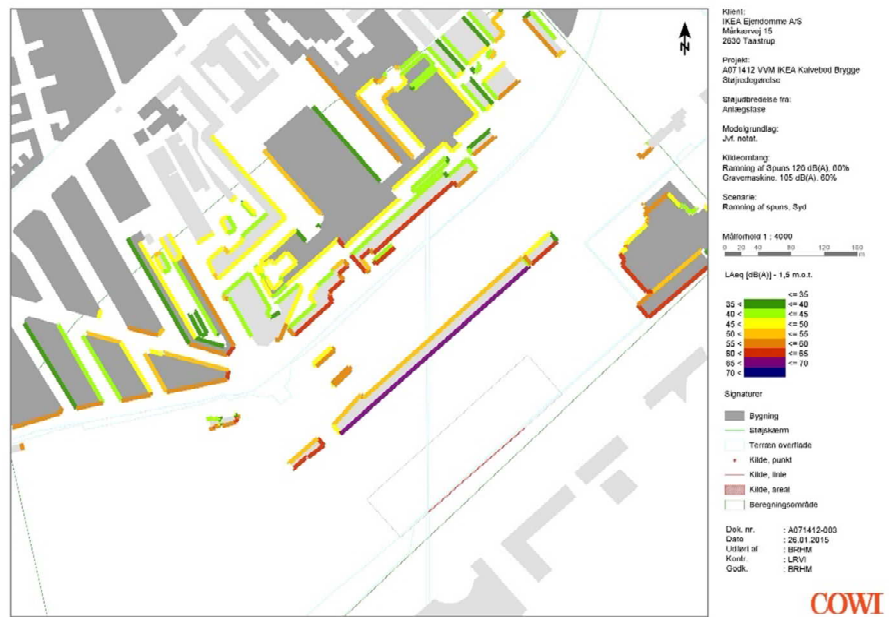 N
Klient:
IKEA Ejendomme A/S
Mårkærvej 15
2630 Taastrup
Projekt:
A071412 VVM IKEA Kalvebod Brygge
Støjredegørelse
Støjudbredelse fra:
Anlægsfase
Modelgrundlag:
Jvf. notat.
Kildeomfang:
Ramning af Spuns 120 dB(A),
Gravemaskine, 105 dB(A), 60%
Scenarie:
Ramning af spuns, Syd
Målforhold 1 : 4000
0 20 40 80 120 160
m
LAeq [dB(A)] - 1,5 m.o.t.
<= 35
35 < <= 40
40 < <= 45
45 < <= 50
50 < <= 55
55 < <= 60
60 < <= 65
65 < <= 70
70 <
Signaturer
Bygning
Støjskærm
Terræn overflade
Kilde, punkt
Kilde, linie
Kilde, areal
Beregningsområde
Dok. nr. : A071412-003
Dato : 26.01.2015
Udført af : BRHM
Kontr. : LRVI
Godk. : BRHM
COWI